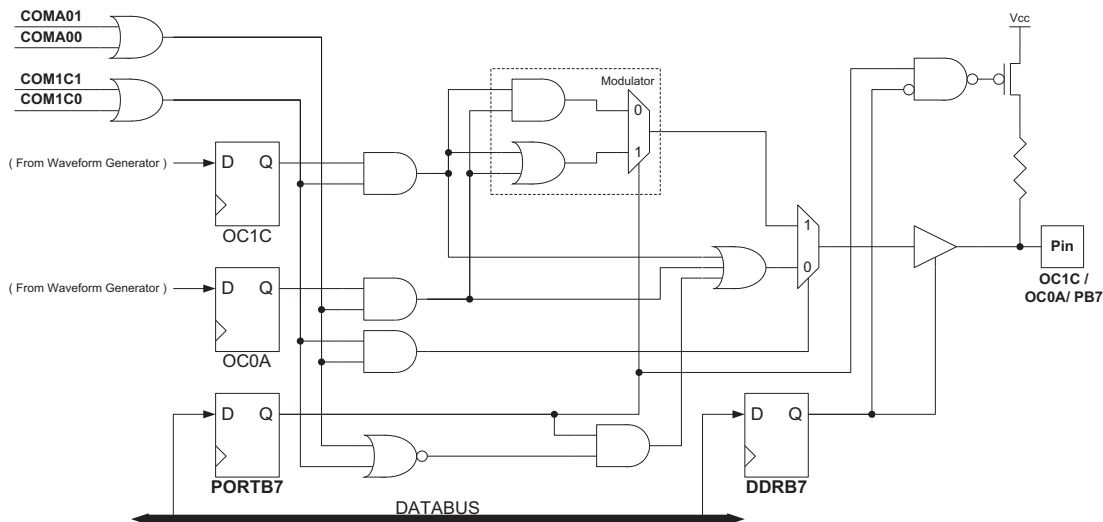 COMA01
COMA00
COM1C1
COM1C0
Vcc
Modulator
0
1
( From Waveform Generator )
D Q
OC1C
1
0
Pin
OC1C /
OC0A/ PB7
( From Waveform Generator )
D Q
OC0A
D Q
PORTB7
D Q
DDRB7
DATABUS